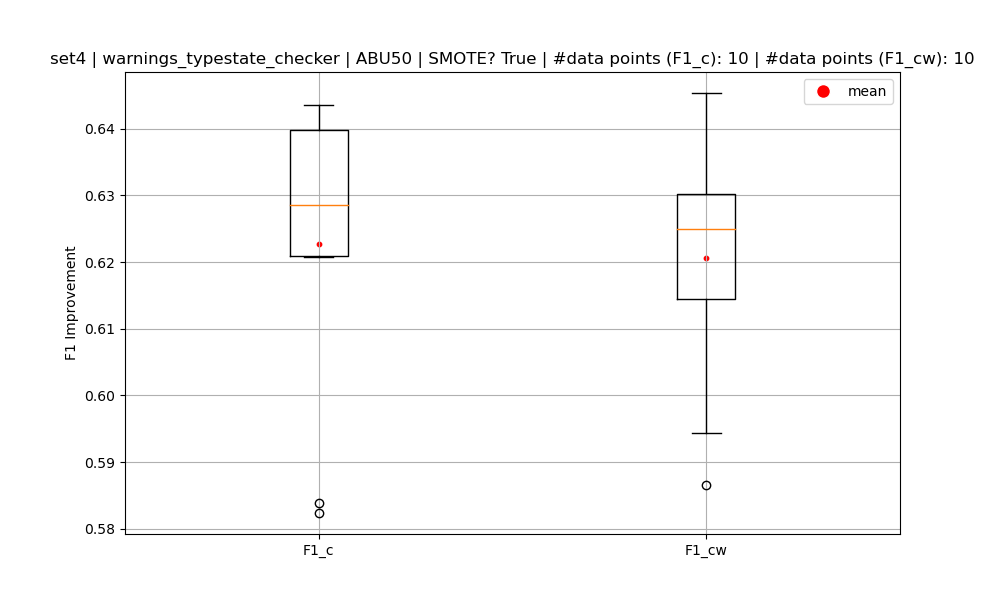 set4 | warnings_typestate_checker | ABU50 | SMOTE? True | #data points (F1_c): 10 | #data points (F1_cw): 10
mean
0.64
0.63
0.62
0.61
0.60
0.59
0.58
F1 Improvement
F1_c
F1_cw